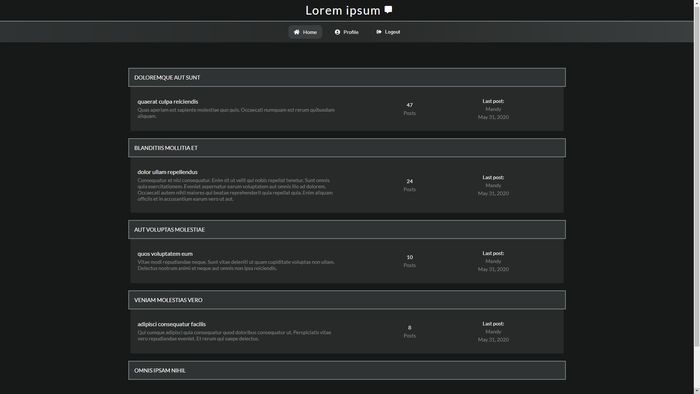 Lorem ipsum
Home Profile Logout
DOLOREMQUE AUT SUNT
quaerat culpa reiciendis
Quas aperiam est sapiente molestiae quo quis. Occaecati numquam est rerum quibusdam
aliquam.
47
Posts
Last post:
Mandy
May 31, 2020
BLANDITIIS MOLLITIA ET
dolor ullam repellendus
Consequatur et nisi consequatur. Enim sit ut velit qui nobis repellat tenetur. Sunt omnis
quia exercitationem. Eveniet aspernatur earum voluptatem aut omnis illo ad dolorem.
Occaecati autem nihil maiores qui beatae reprehenderit quia repellat quia. Enim aliquam
officiis et in accusantium earum vero ut aut.
24
Posts
Last post:
Mandy
May 31, 2020
AUT VOLUPTAS MOLESTIAE
quos voluptatem eum
Vitae modi repudiandae neque. Sunt vitae deleniti ut quam cupiditate voluptas non ullam.
Delectus nostrum animi et neque aut omnis non ipsa reiciendis.
10
Posts
Last post:
Mandy
May 31, 2020
VENIAM MOLESTIAS VERO
adipisci consequatur facilis
Qui cumque adipisci quia consequatur quod doloribus consequatur ut. Perspiciatis vitae
vero repudiandae eveniet. Et rerum qui saepe delectus.
8
Posts
Last post:
Mandy
May 31, 2020
OMNIS IPSAM NIHIL